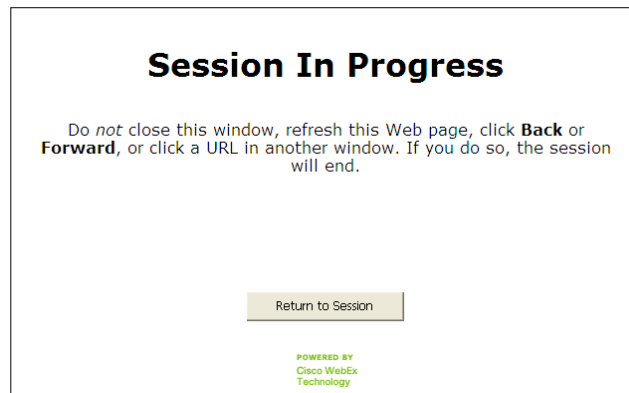 Session In Progress
Do not close this window, refresh this Web page, click Back or
Forward, or click a URL in another window. If you do so, the session
will end.
Return to Session
POWERED BY
Cisco WebEx
Technology